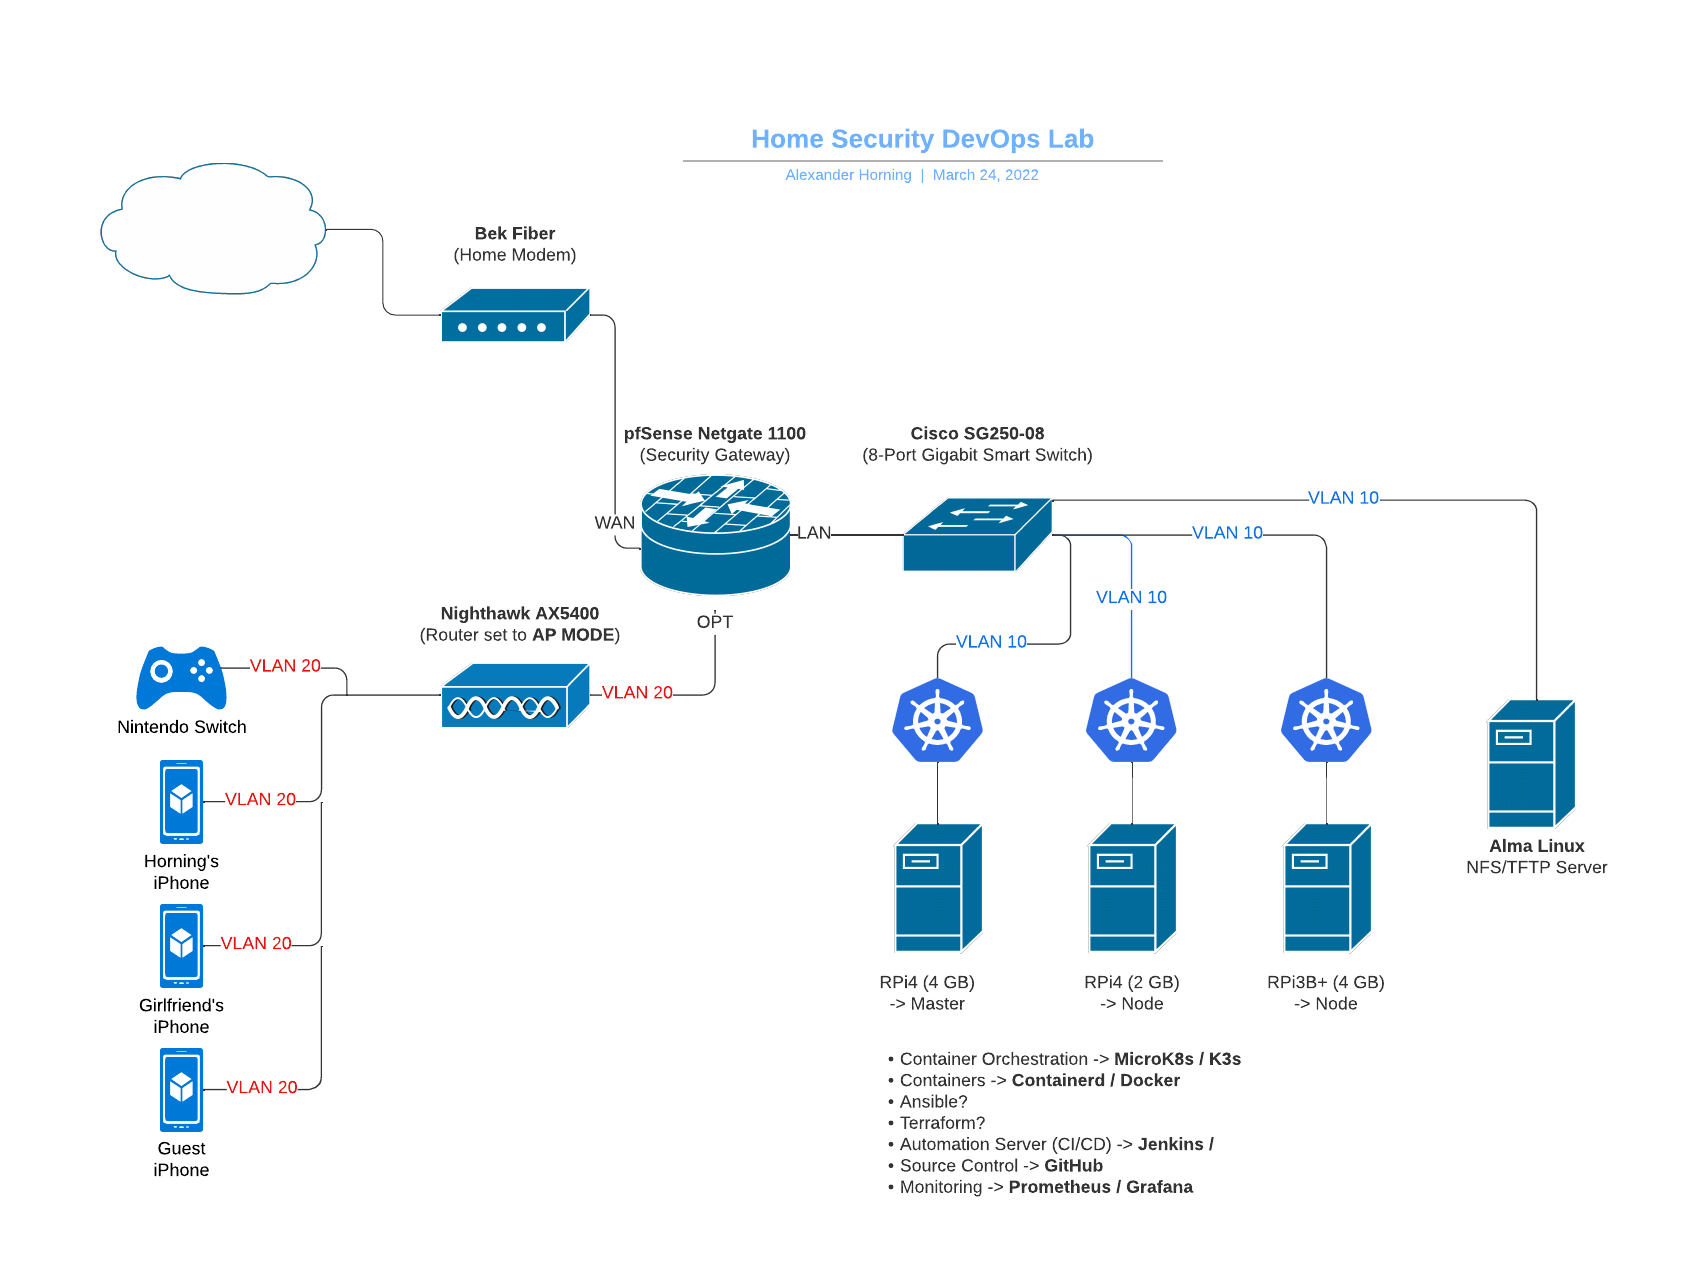 Home Security DevOps Lab
Alexander Horning | March 24, 2022
Bek Fiber
(Home Modem)
pfSense Netgate 1100
(Security Gateway)
Cisco SG250-08
(8-Port Gigabit Smart Switch)
WAN
LAN
OPT
VLAN 10
VLAN 10
VLAN 10
VLAN 10
Nighthawk AX5400
(Router set to AP MODE)
VLAN 20
VLAN 20
Nintendo Switch
VLAN 20
Horning's
iPhone
VLAN 20
Girlfriend's
iPhone
VLAN 20
Guest
iPhone
Alma Linux
NFS/TFTP Server
RPi4 (4 GB)
-> Master
RPi4 (2 GB)
-> Node
RPi3B+ (4 GB)
-> Node
• Container Orchestration -> MicroK8s / K3s
• Containers -> Containerd / Docker
• Ansible?
• Terraform?
• Automation Server (CI/CD) -> Jenkins /
• Source Control -> GitHub
• Monitoring -> Prometheus / Grafana